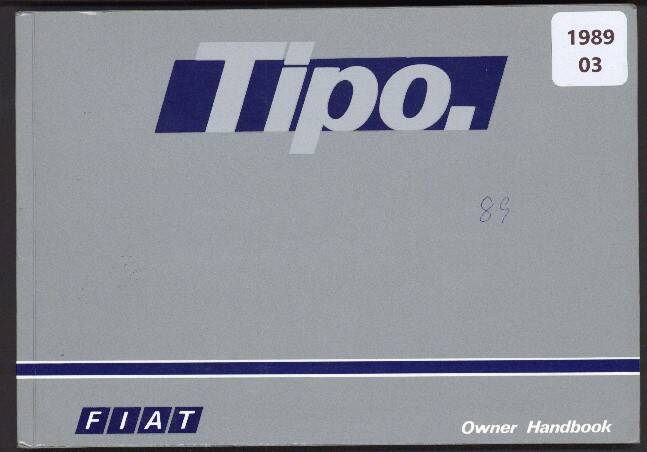 1989
03
Tipo.
89
FIAT
Owner Handbook